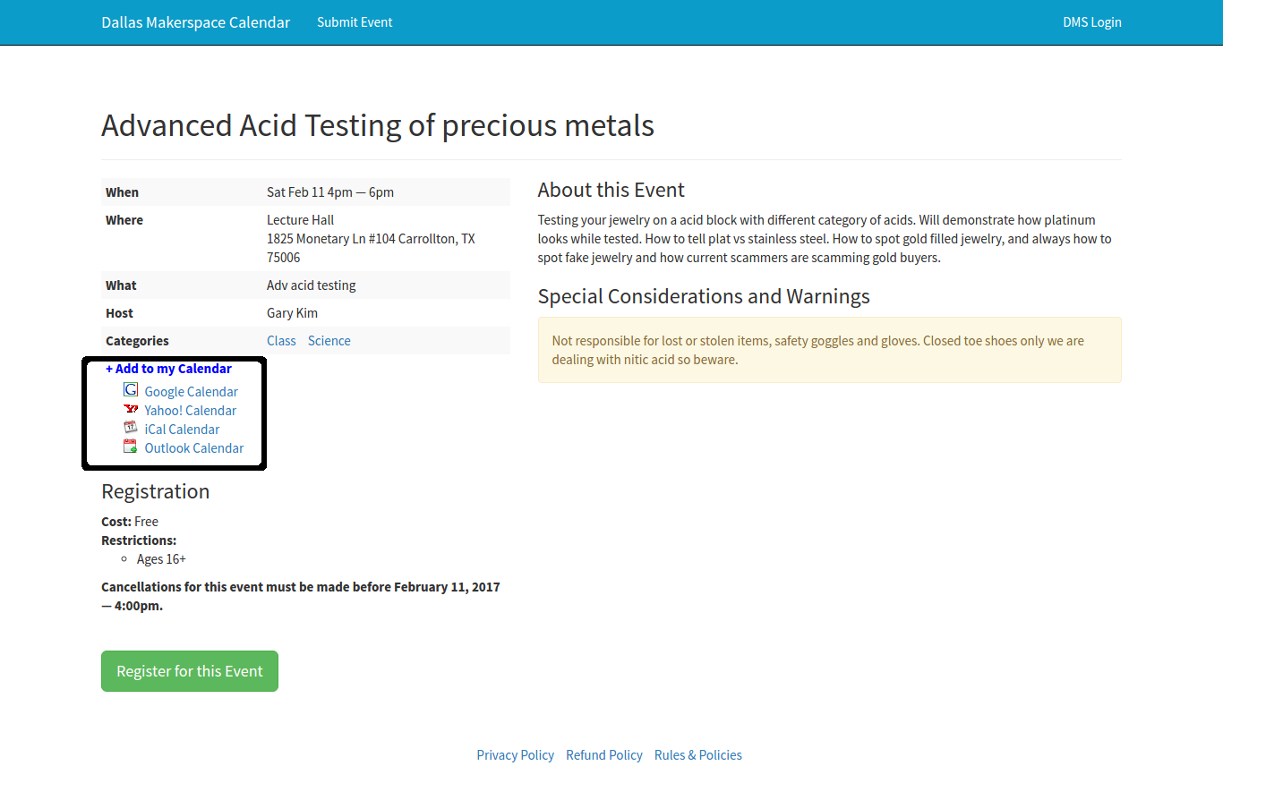 Dallas Makerspace Calendar Submit Event DMS Login
Advanced Acid Testing of precious metals
When Sat Feb 11 4pm — 6pm
Where Lecture Hall
1825 Monetary Ln #104 Carrollton, TX
75006
What Adv acid testing
Host Gary Kim
Categories Class Science
+ Add to my Calendar
Google Calendar
Yahoo! Calendar
iCal Calendar
Outlook Calendar
Registration
Cost: Free
Restrictions:
Ages 16+
Cancellations for this event must be made before February 11, 2017
— 4:00pm.
Register for this Event
About this Event
Testing your jewelry on a acid block with different category of acids. Will demonstrate how platinum
looks while tested. How to tell plat vs stainless steel. How to spot gold filled jewelry, and always how to
spot fake jewelry and how current scammers are scamming gold buyers.
Special Considerations and Warnings
Not responsible for lost or stolen items, safety goggles and gloves. Closed toe shoes only we are
dealing with nitic acid so beware.
Privacy Policy Refund Policy Rules & Policies